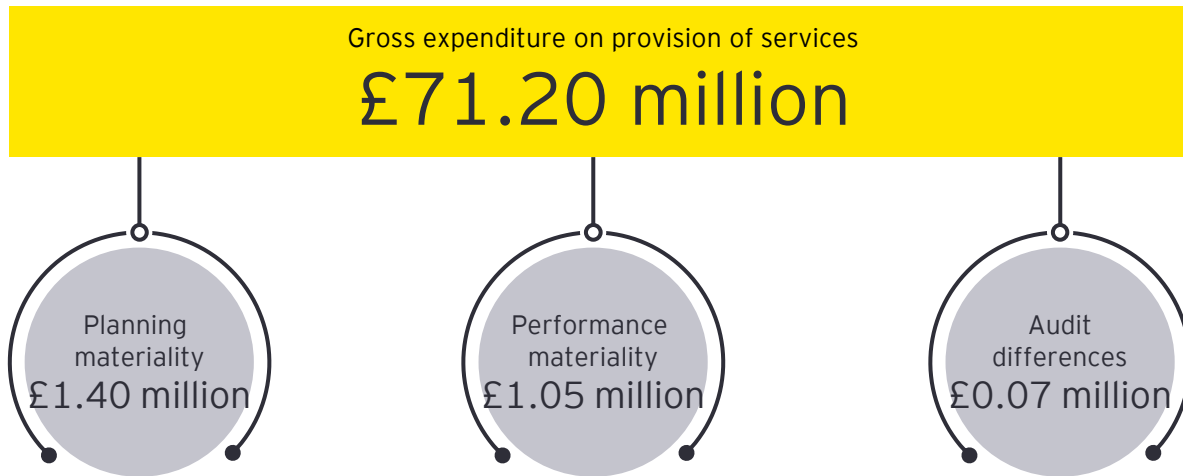 Gross expenditure on provision of services
£71.20 million
Planning
materiality
£1.40 million
Performance
materiality
£1.05 million
Audit
differences
£0.07 million